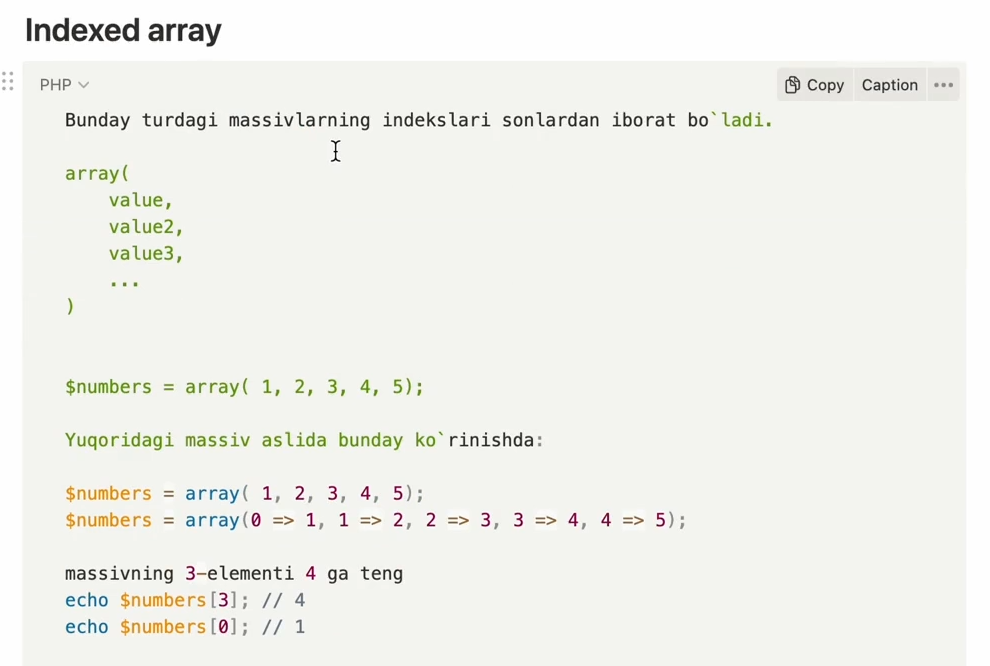 Indexed array
PHP
Copy Caption
Bunday turdagi massivlarning indekslari sonlardan iborat bo`ladi.
array(
value,
value2,
value3,
...
)
$numbers = array( 1, 2, 3, 4, 5);
Yuqoridagi massiv aslida bunday ko`rinishda:
$numbers = array( 1, 2, 3, 4, 5);
$numbers = array(0 => 1, 1 => 2, 2 => 3, 3 => 4, 4 => 5);
massivning 3-elementi 4 ga teng
echo $numbers[3]; // 4
echo $numbers[0]; // 1